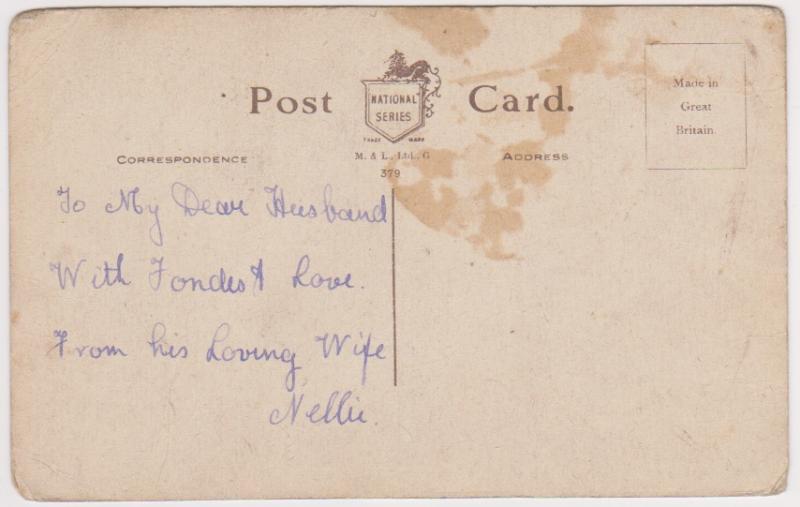 Post Card.
NATIONAL
SERIES
TRADE MARK
M. & L., Ltd., G
379
CORRESPONDENCE
ADDRESS
Made in
Great
Britain.
To My Dear Husband
With Fondest Love.
From his Loving Wife
Nellie.